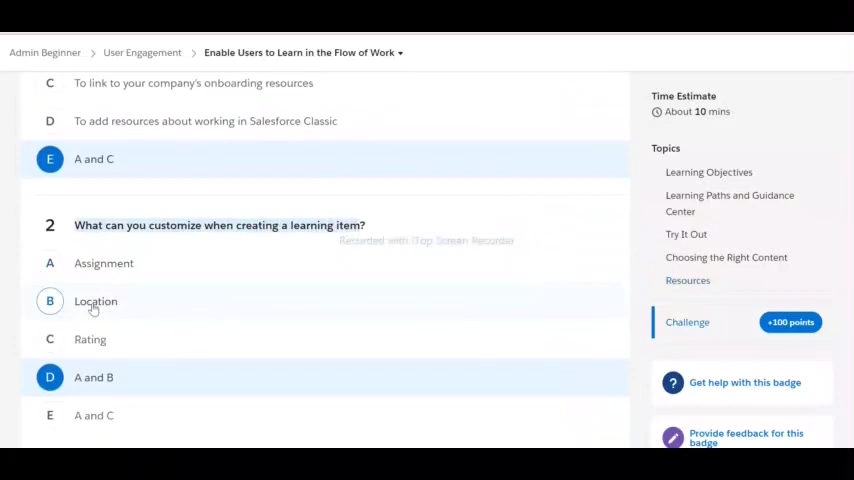 Admin Beginner > User Engagement > Enable Users to Learn in the Flow of Work
C To link to your company's onboarding resources
D To add resources about working in Salesforce Classic
E A and C
2 What can you customize when creating a learning item?
Recorded with iTop Screen Recorder
A Assignment
B Location
C Rating
D A and B
E A and C
Time Estimate
About 10 mins
Topics
Learning Objectives
Learning Paths and Guidance
Center
Try It Out
Choosing the Right Content
Resources
Challenge +100 points
? Get help with this badge
Provide feedback for this
badge